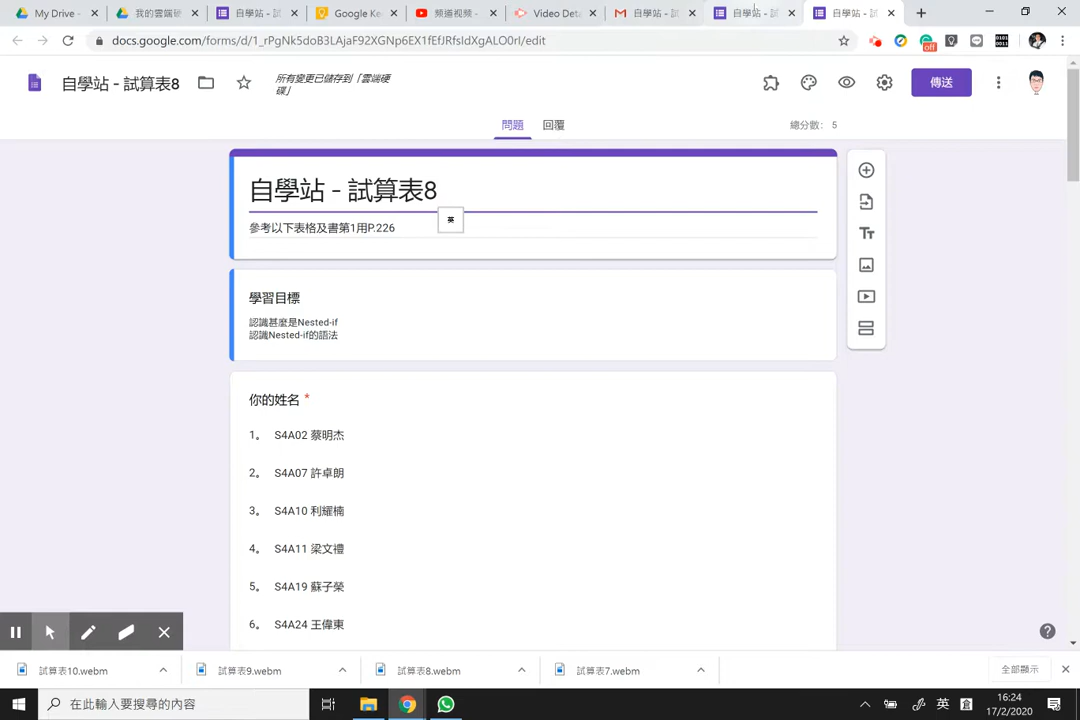 My Drive -
我的雲端硬
自學站 - 試
Google Ke
頻道視频 -
Video Deta
自學站 - 試
自學站 - 試
自學站 - 試
docs.google.com/forms/d/1_rPgNk5doB3LAjaF92XGNp6EX1fEfJRfsIdXgALO0rI/edit
off
自學站 - 試算表8
所有變更已儲存到「雲端硬
碟」
傳送
問題
回覆
總分數： 5
自學站 - 試算表8
參考以下表格及書第1用P.226
英
學習目標
認識甚麼是Nested-if
認識Nested-if的語法
你的姓名 *
1。 S4A02 蔡明杰
2。 S4A07 許卓朗
3。 S4A10 利耀楠
4。 S4A11 梁文禮
5。 S4A19 蘇子榮
6。 S4A24 王偉東
試算表10.webm
試算表9.webm
試算表8.webm
試算表7.webm
全部顯示
在此輸入要搜尋的內容
英
16:24
17/2/2020